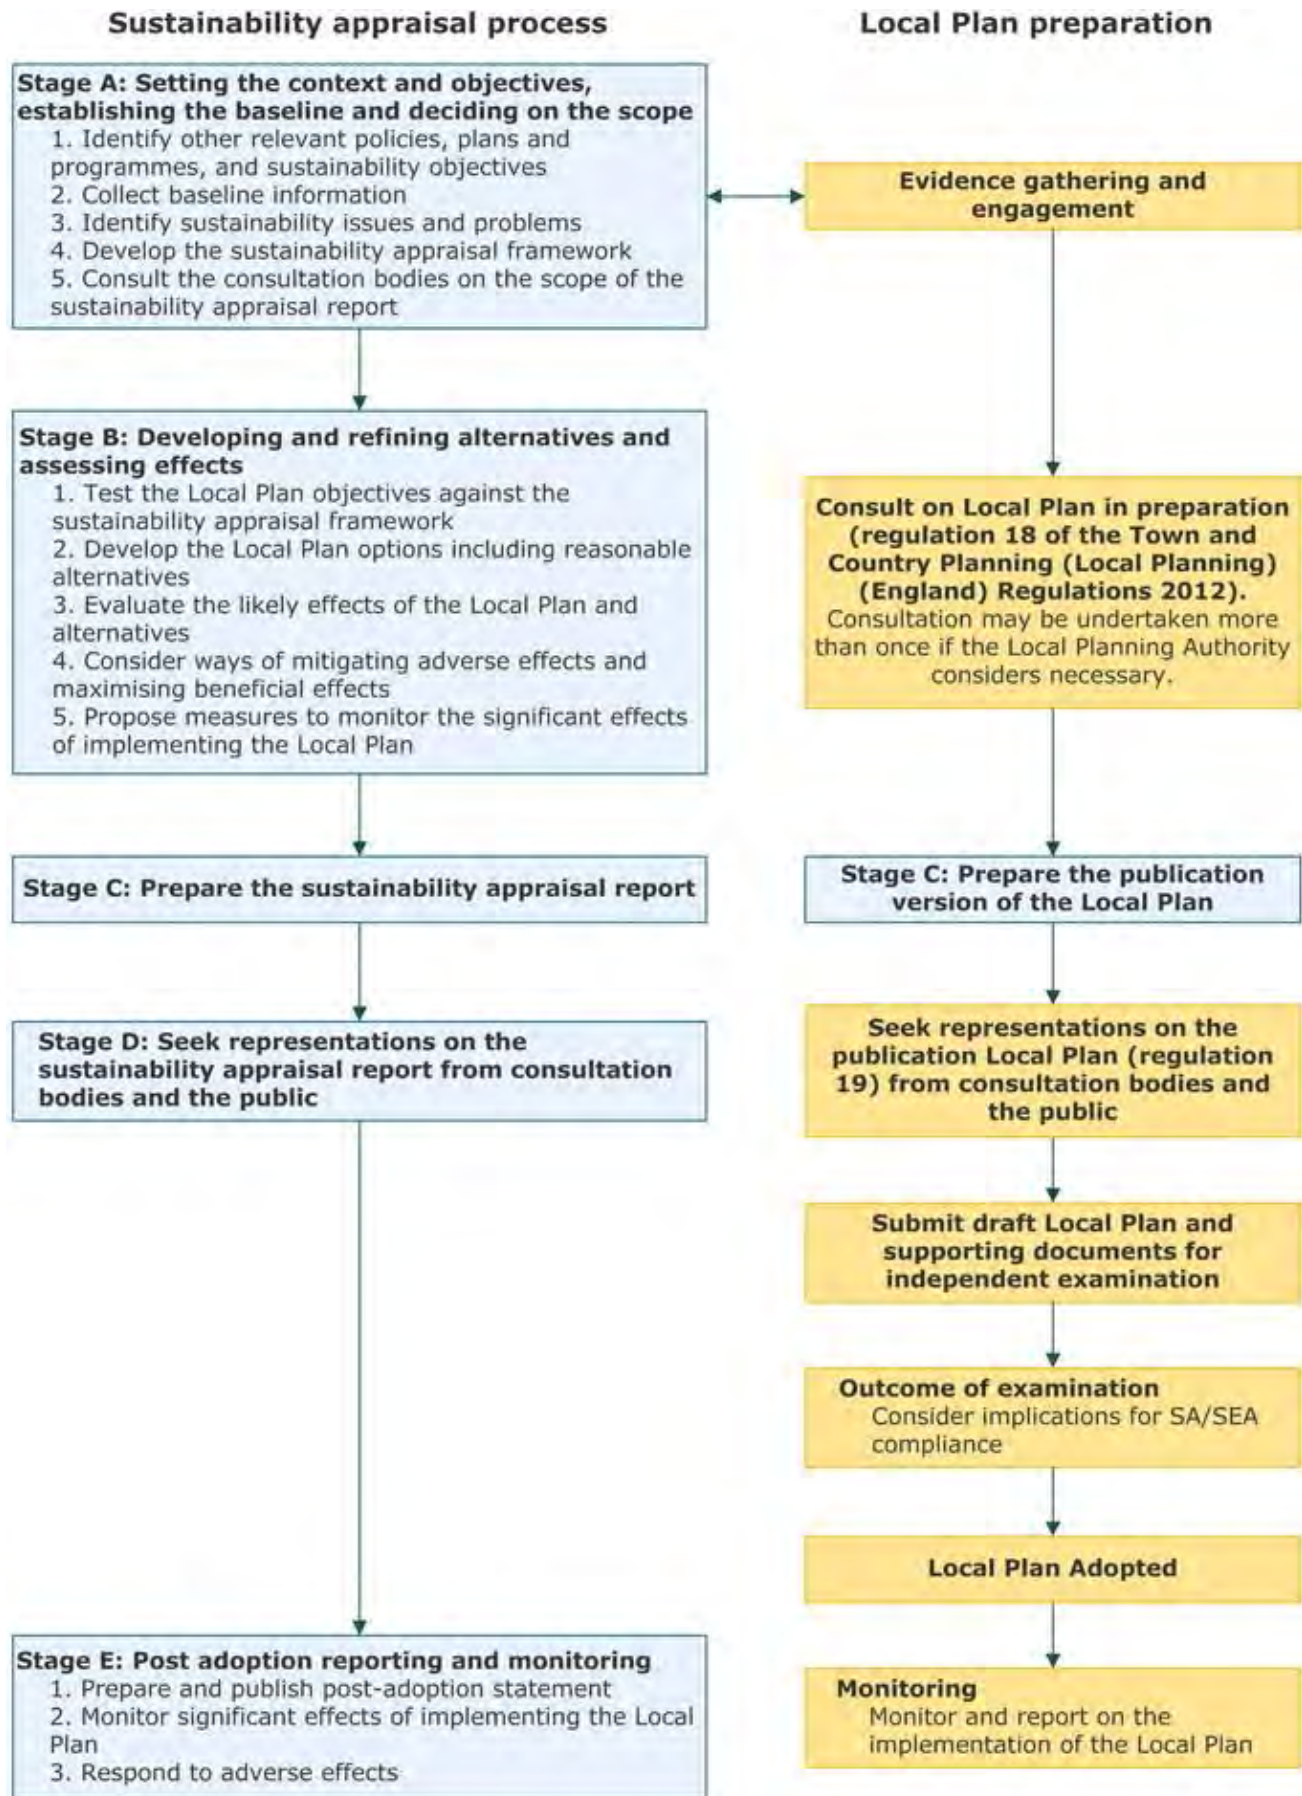 Sustainability appraisal process
Local Plan preparation
Stage A: Setting the context and objectives,
establishing the baseline and deciding on the scope
1. Identify other relevant policies, plans and
programmes, and sustainability objectives
2. Collect baseline information
3. Identify sustainability issues and problems
4. Develop the sustainability appraisal framework
5. Consult the consultation bodies on the scope of the
sustainability appraisal report
Evidence gathering and
engagement
Stage B: Developing and refining alternatives and
assessing effects
1. Test the Local Plan objectives against the
sustainability appraisal framework
2. Develop the Local Plan options including reasonable
alternatives
3. Evaluate the likely effects of the Local Plan and
alternatives
4. Consider ways of mitigating adverse effects and
maximising beneficial effects
5. Propose measures to monitor the significant effects
of implementing the Local Plan
Consult on Local Plan in preparation
(regulation 18 of the Town and
Country Planning (Local Planning)
(England) Regulations 2012).
Consultation may be undertaken more
than once if the Local Planning Authority
considers necessary.
Stage C: Prepare the sustainability appraisal report
Stage C: Prepare the publication
version of the Local Plan
Stage D: Seek representations on the
sustainability appraisal report from consultation
bodies and the public
Seek representations on the
publication Local Plan (regulation
19) from consultation bodies and
the public
Submit draft Local Plan and
supporting documents for
independent examination
Outcome of examination
Consider implications for SA/SEA
compliance
Local Plan Adopted
Stage E: Post adoption reporting and monitoring
1. Prepare and publish post-adoption statement
2. Monitor significant effects of implementing the Local
Plan
3. Respond to adverse effects
Monitoring
Monitor and report on the
implementation of the Local Plan